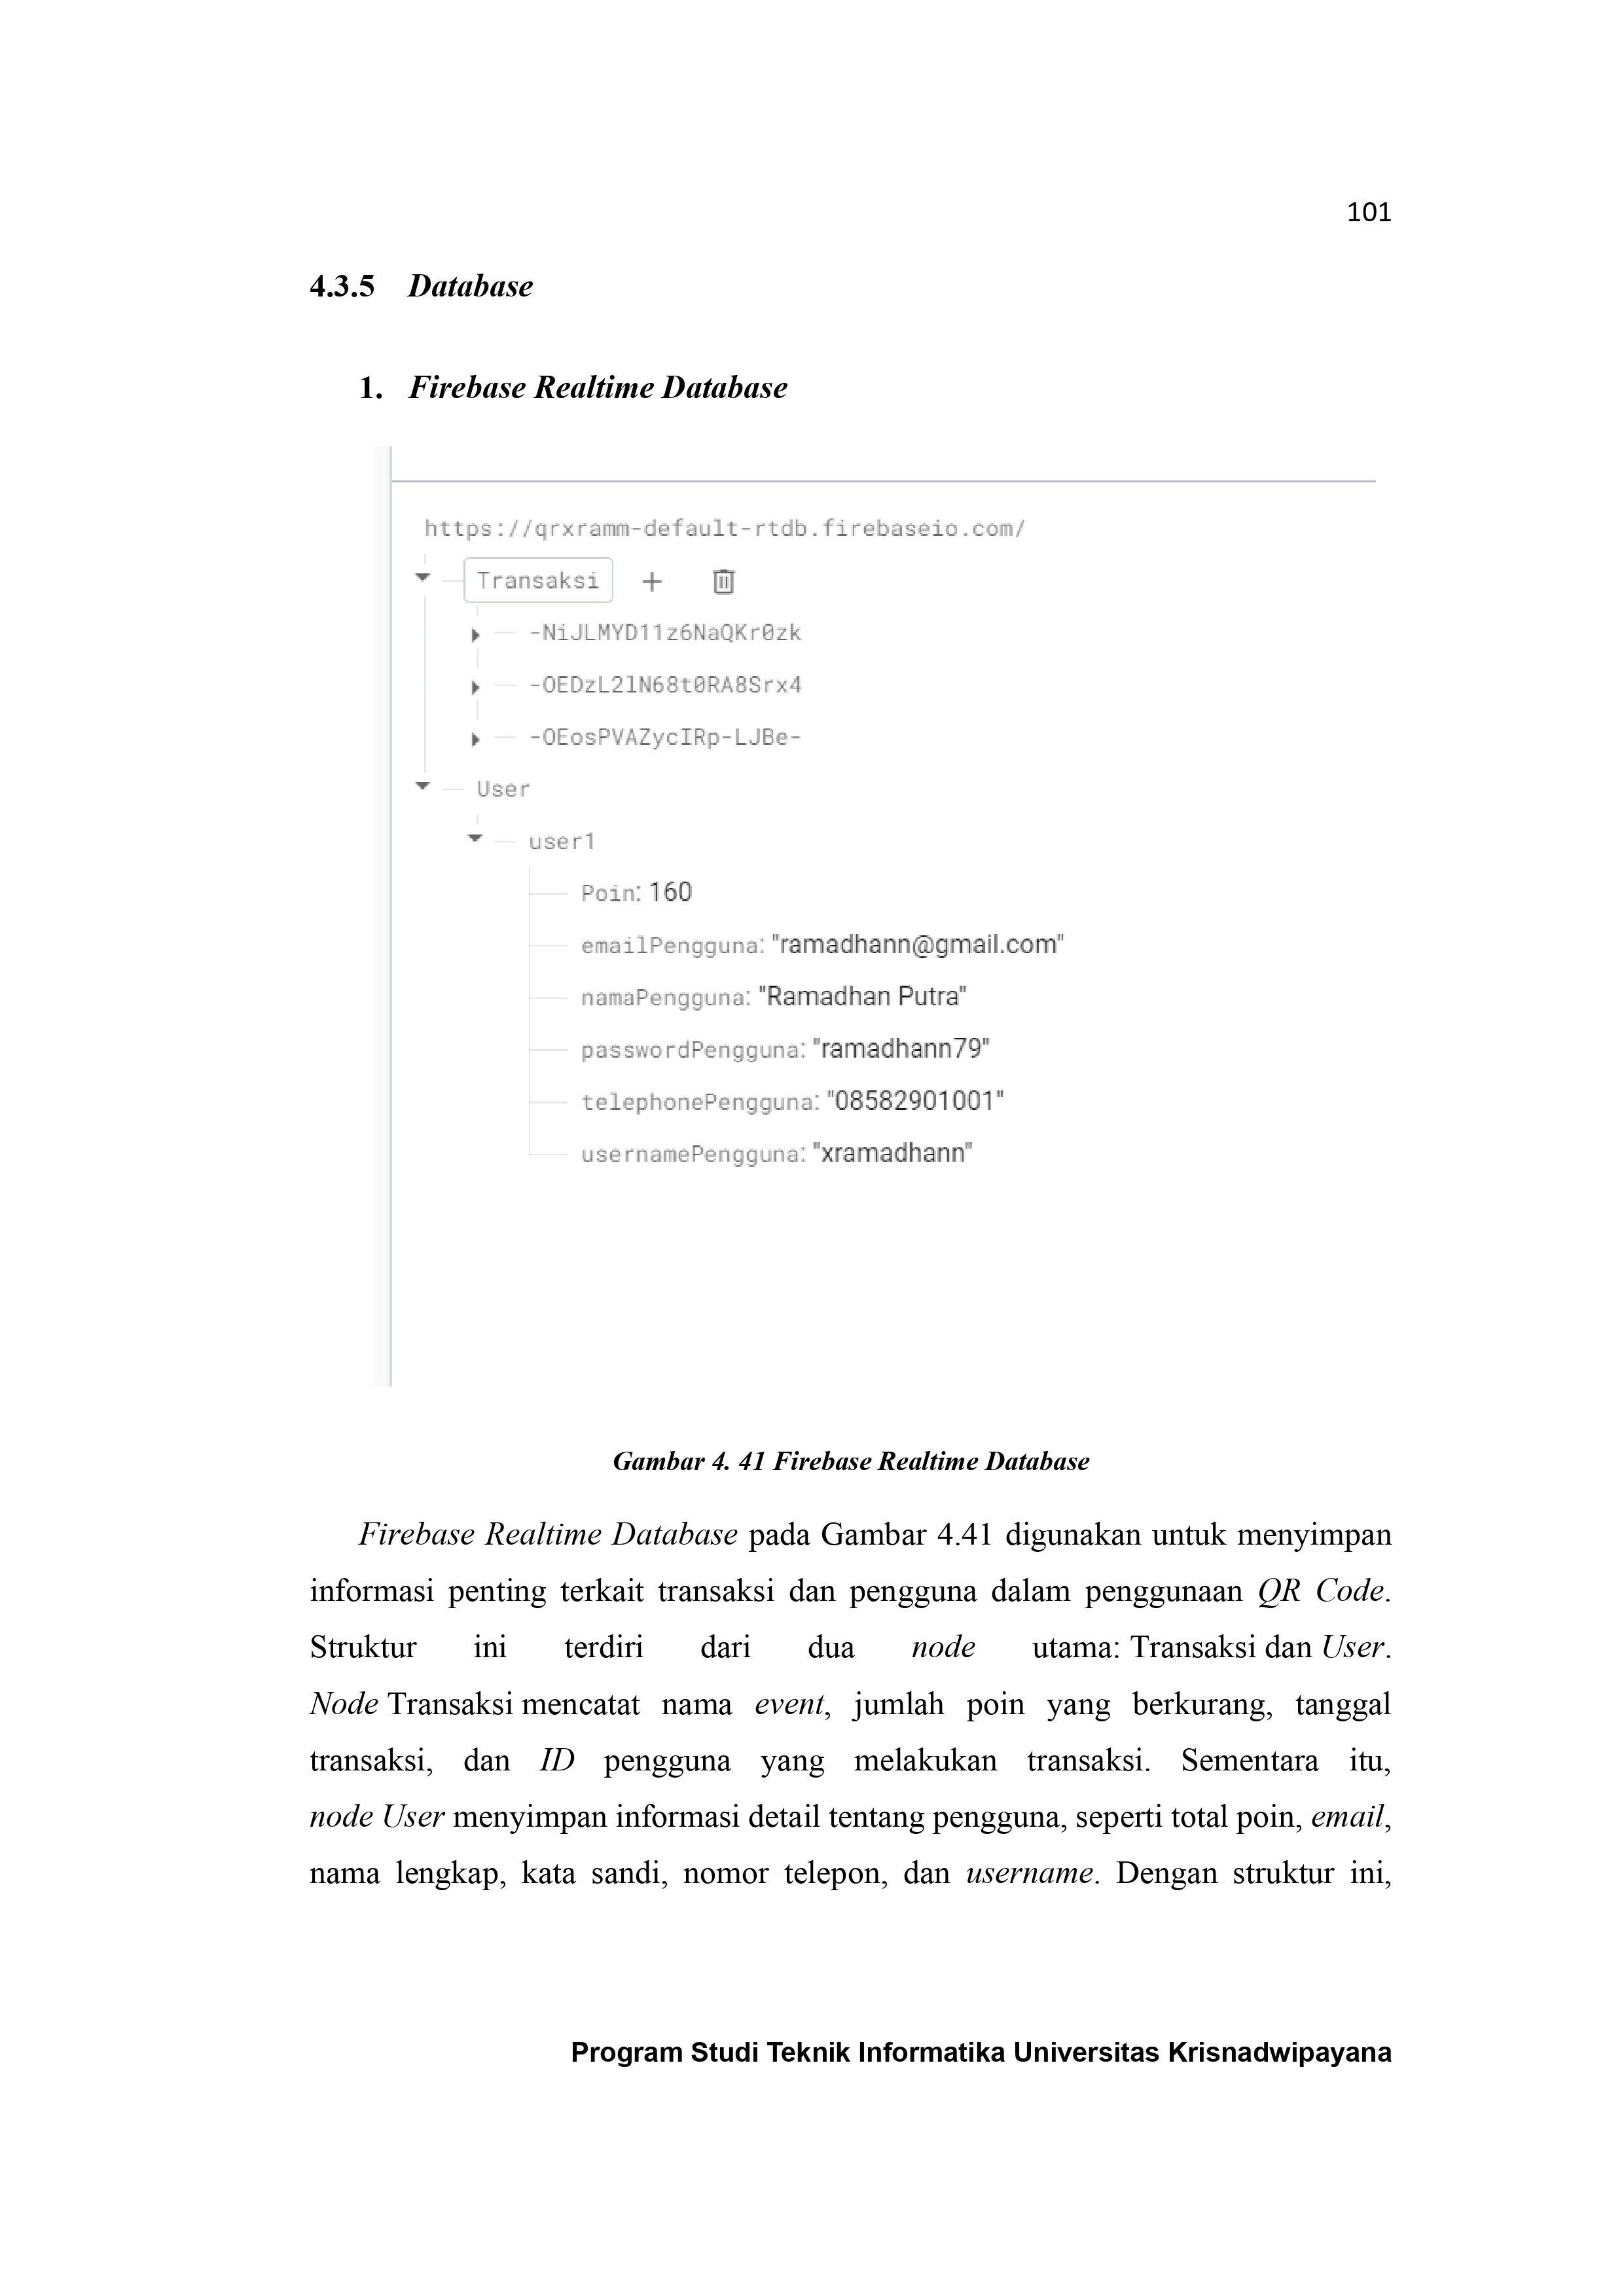 101
4.3.5 Database
1. Firebase Realtime Database
https://qrxramm-default-rtdb.firebaseio.com/
Transaksi
-NiJLMYD11z6NaQKr0zk
-OEDzL2lN68t0RA8Srx4
-OEosPVAZycIRp-LJBe-
User
user1
Poin: 160
emailPengguna: "ramadhann@gmail.com"
namaPengguna: "Ramadhan Putra"
passwordPengguna: "ramadhann79"
telephonePengguna: "08582901001"
usernamePengguna: "xramadhann"
Gambar 4. 41 Firebase Realtime Database
Firebase Realtime Database pada Gambar 4.41 digunakan untuk menyimpan
informasi penting terkait transaksi dan pengguna dalam penggunaan QR Code.
Struktur ini terdiri dari dua node utama: Transaksi dan User.
Node Transaksi mencatat nama event, jumlah poin yang berkurang, tanggal
transaksi, dan ID pengguna yang melakukan transaksi. Sementara itu,
node User menyimpan informasi detail tentang pengguna, seperti total poin, email,
nama lengkap, kata sandi, nomor telepon, dan username. Dengan struktur ini,
Program Studi Teknik Informatika Universitas Krisnadwipayana